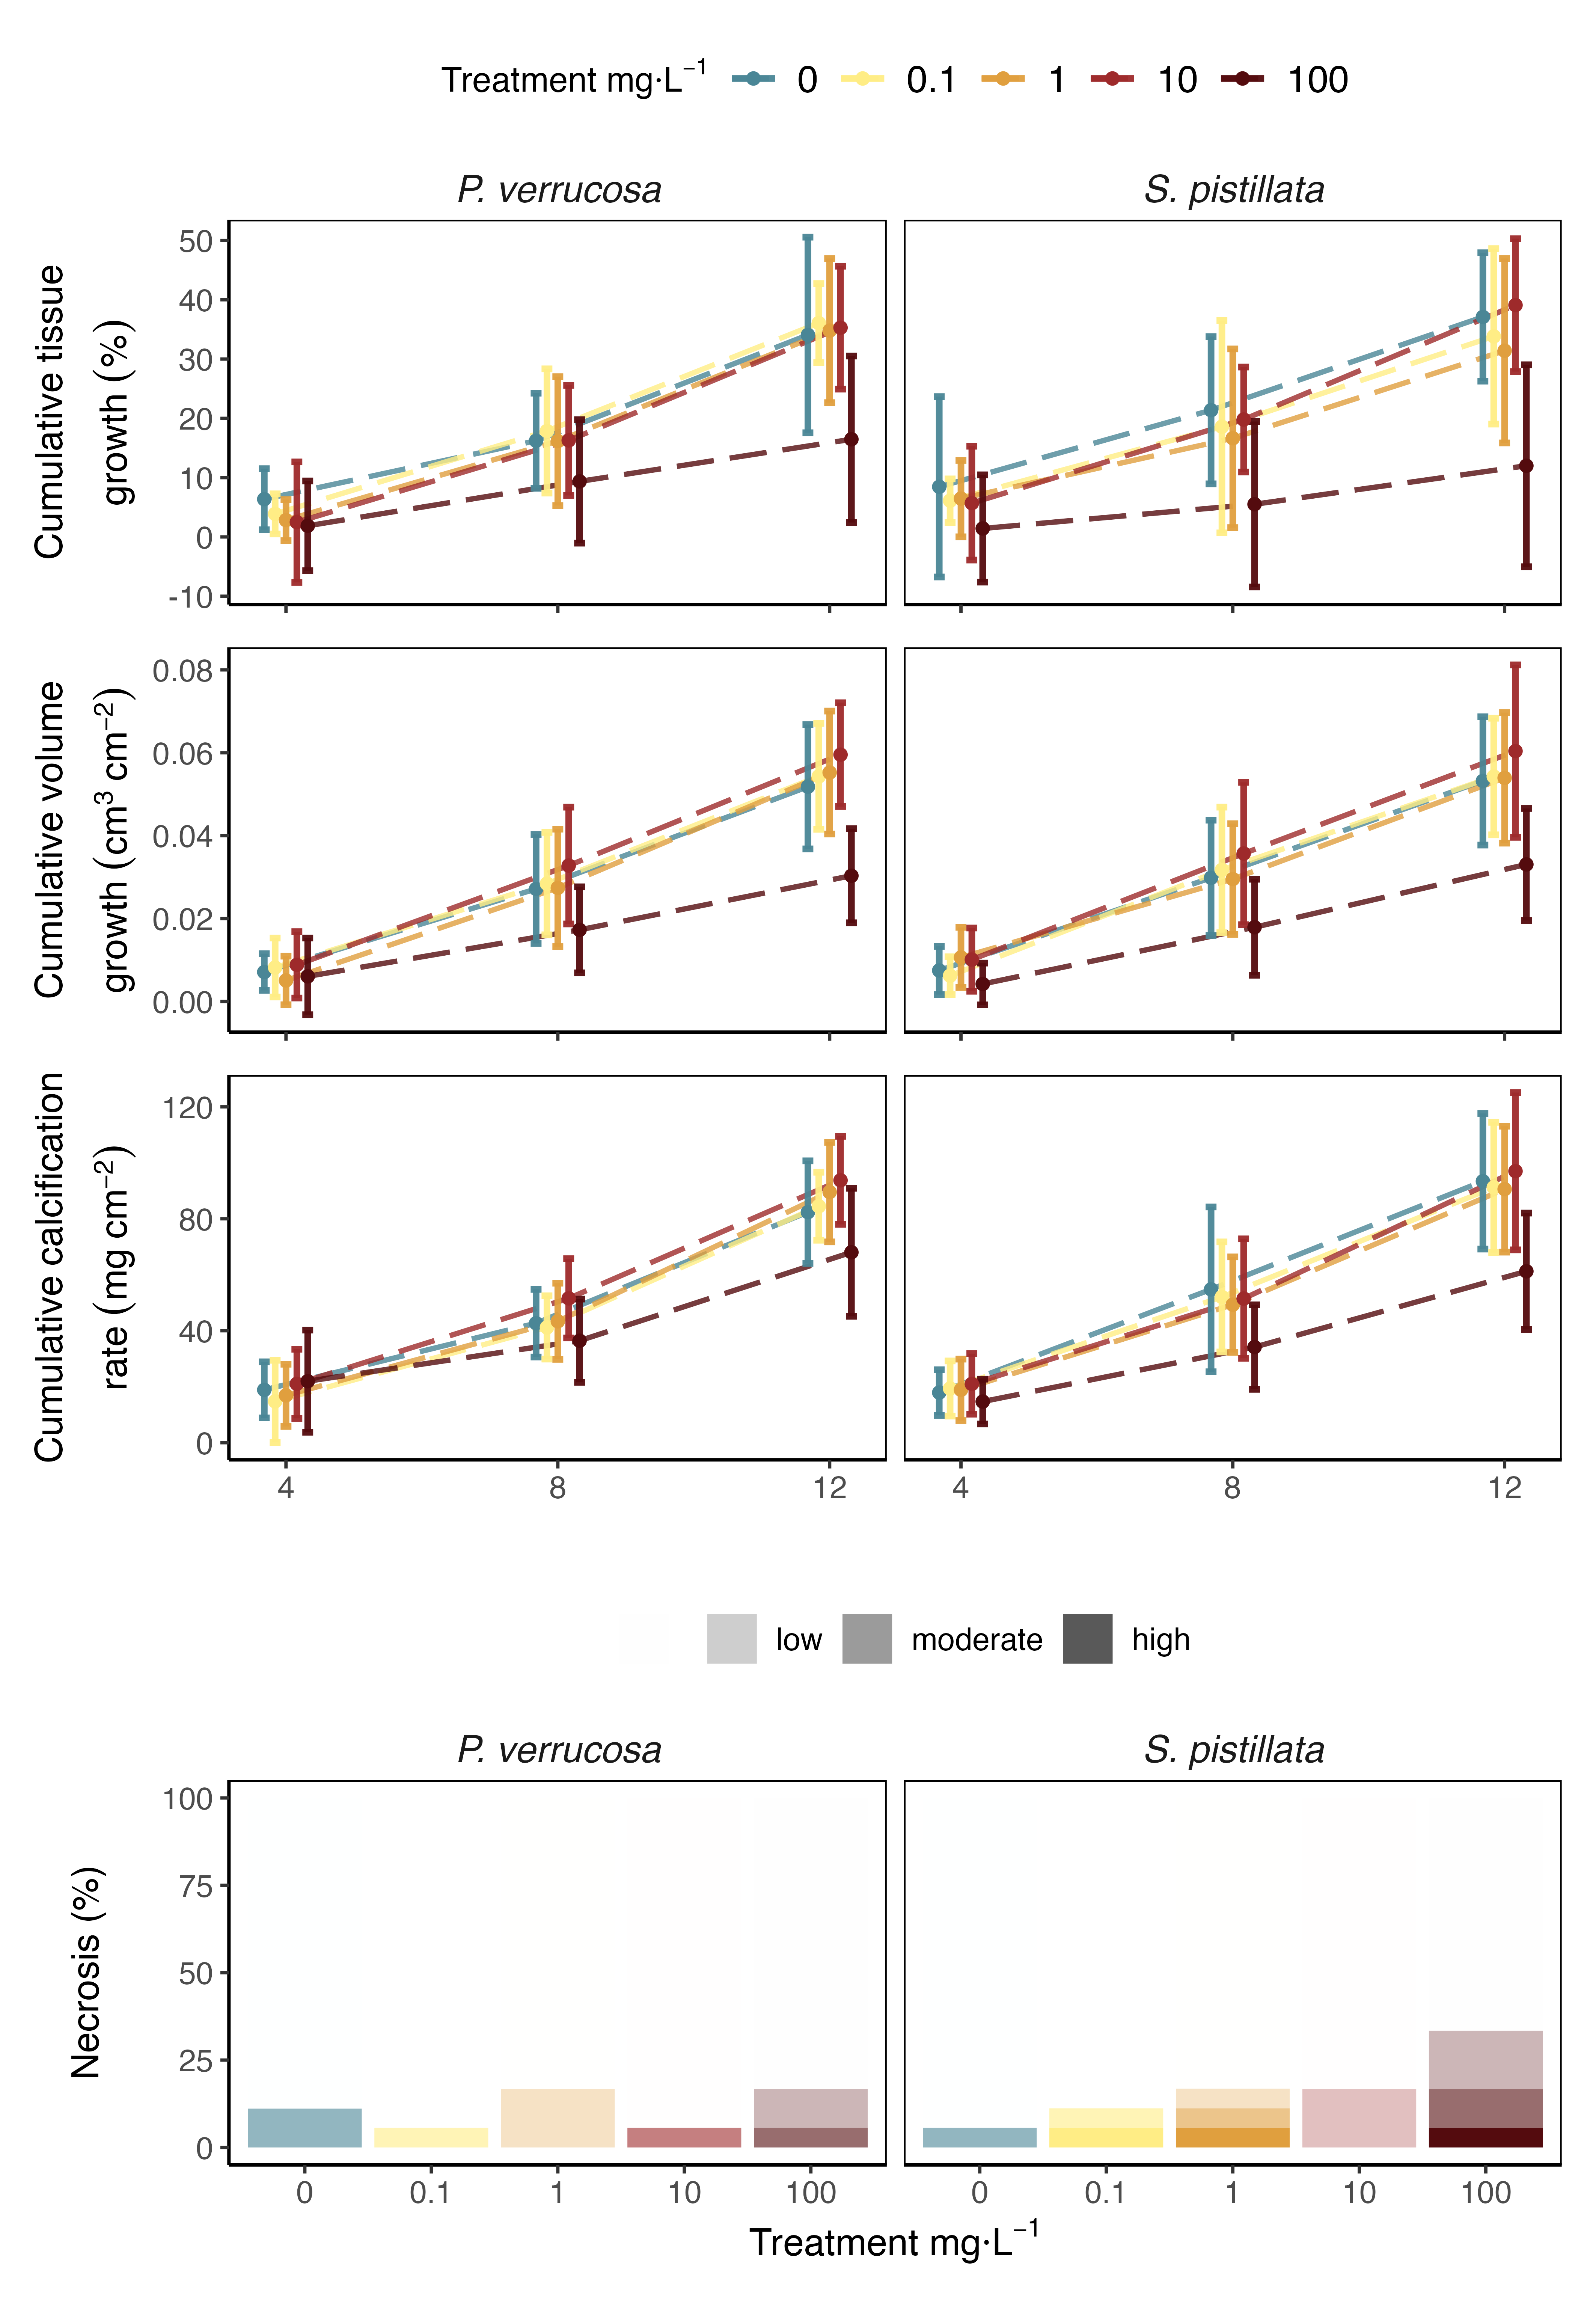 Treatment mg·L⁻¹ 0 0.1 1 10 100
P. verrucosa S. pistillata
Cumulative tissue
growth (%)
50
40
30
20
10
0
-10
Cumulative volume
growth (cm³ cm⁻²)
0.08
0.06
0.04
0.02
0.00
Cumulative calcification
rate (mg cm⁻²)
120
80
40
0
4 8 12 4 8 12
low moderate high
P. verrucosa S. pistillata
Necrosis (%)
100
75
50
25
0
0 0.1 1 10 100 0 0.1 1 10 100
Treatment mg·L⁻¹